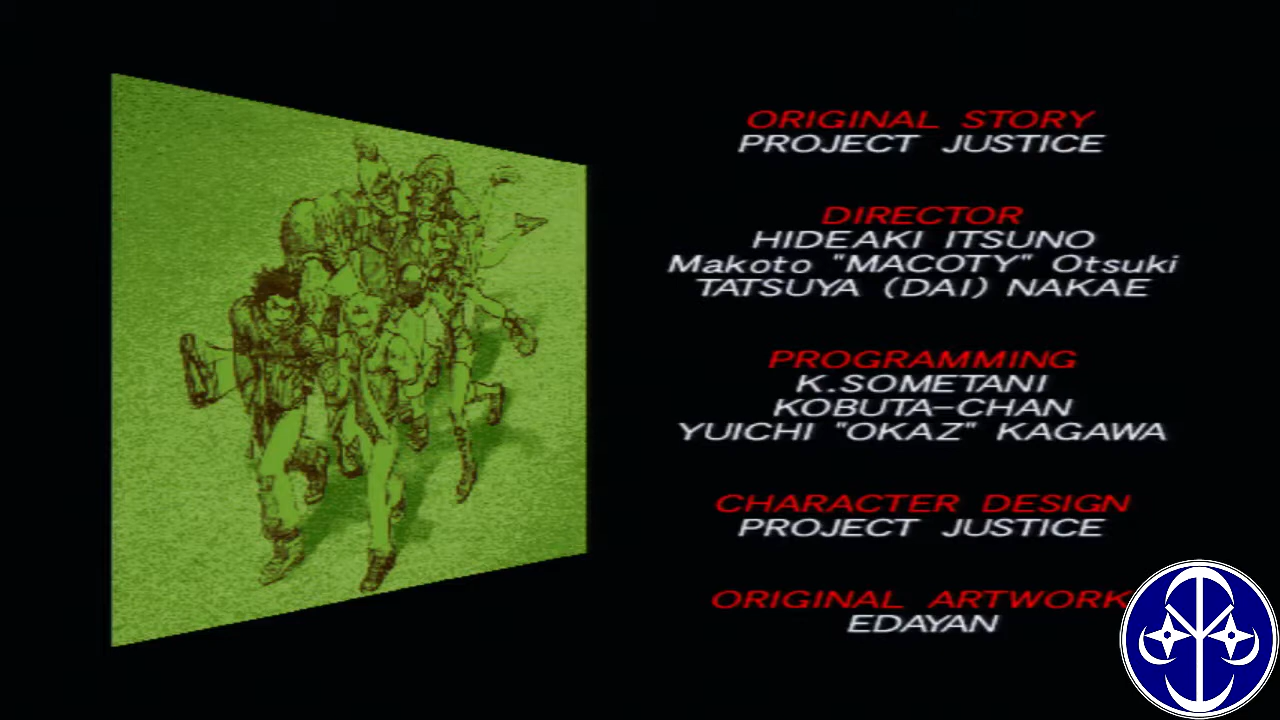 ORIGINAL STORY
PROJECT JUSTICE
DIRECTOR
HIDEAKI ITSUNO
Makoto "MACOTY" Otsuki
TATSUYA (DAI) NAKAE
PROGRAMMING
K.SOMETANI
KOBUTA-CHAN
YUICHI "OKAZ" KAGAWA
CHARACTER DESIGN
PROJECT JUSTICE
ORIGINAL ARTWORK
EDAYAN